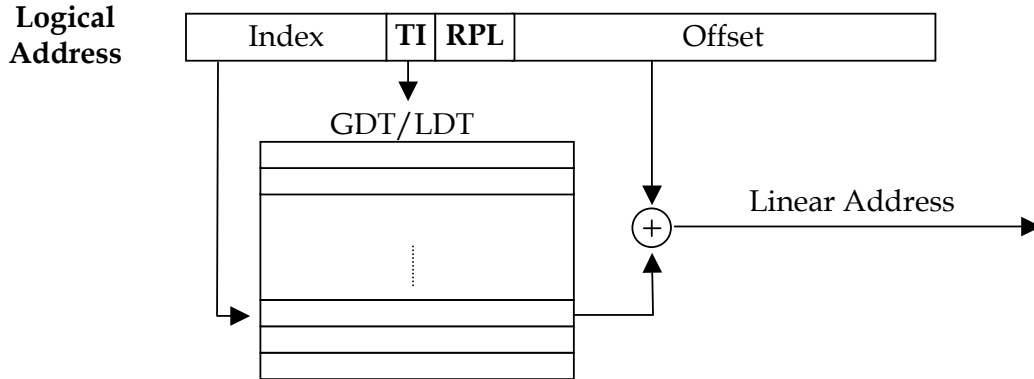 Logical
Address
Index TI RPL Offset
GDT/LDT
+
Linear Address